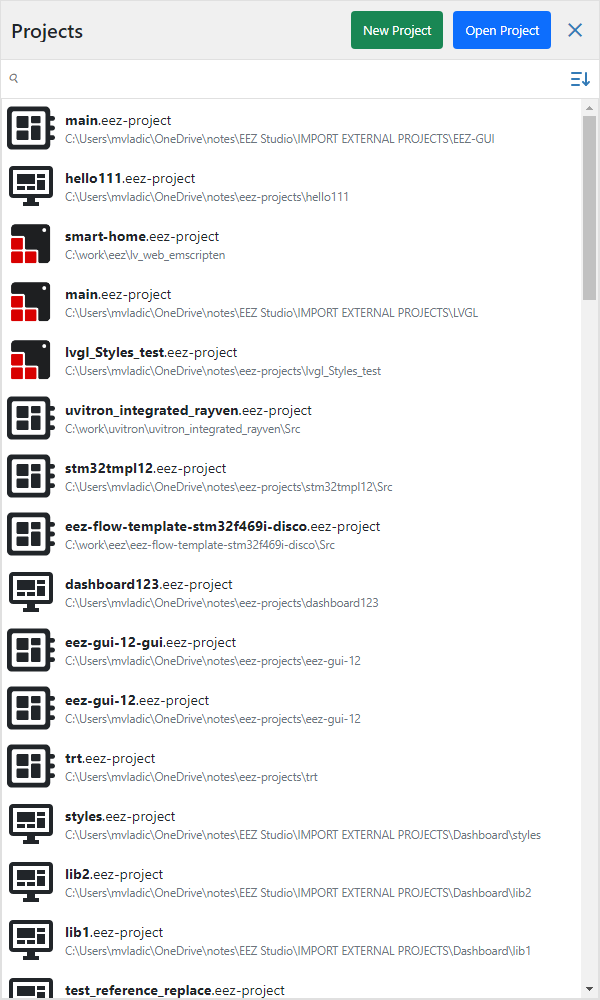 Projects
New Project
Open Project
main.eez-project
C:\Users\mvladic\OneDrive\notes\EEZ Studio\IMPORT EXTERNAL PROJECTS\EEZ-GUI
hello111.eez-project
C:\Users\mvladic\OneDrive\notes\eez-projects\hello111
smart-home.eez-project
C:\work\eez\lv_web_emscripten
main.eez-project
C:\Users\mvladic\OneDrive\notes\EEZ Studio\IMPORT EXTERNAL PROJECTS\LVGL
lvgl_Styles_test.eez-project
C:\Users\mvladic\OneDrive\notes\eez-projects\lvgl_Styles_test
uvitron_integrated_rayven.eez-project
C:\work\uvitron\uvitron_integrated_rayven\Src
stm32tmpl12.eez-project
C:\Users\mvladic\OneDrive\notes\eez-projects\stm32tmpl12\Src
eez-flow-template-stm32f469i-disco.eez-project
C:\work\eez\eez-flow-template-stm32f469i-disco\Src
dashboard123.eez-project
C:\Users\mvladic\OneDrive\notes\eez-projects\dashboard123
eez-gui-12-gui.eez-project
C:\Users\mvladic\OneDrive\notes\eez-projects\eez-gui-12
eez-gui-12.eez-project
C:\Users\mvladic\OneDrive\notes\eez-projects\eez-gui-12
trt.eez-project
C:\Users\mvladic\OneDrive\notes\eez-projects\trt
styles.eez-project
C:\Users\mvladic\OneDrive\notes\EEZ Studio\IMPORT EXTERNAL PROJECTS\Dashboard\styles
lib2.eez-project
C:\Users\mvladic\OneDrive\notes\EEZ Studio\IMPORT EXTERNAL PROJECTS\Dashboard\lib2
lib1.eez-project
C:\Users\mvladic\OneDrive\notes\EEZ Studio\IMPORT EXTERNAL PROJECTS\Dashboard\lib1
test_reference_replace.eez-project